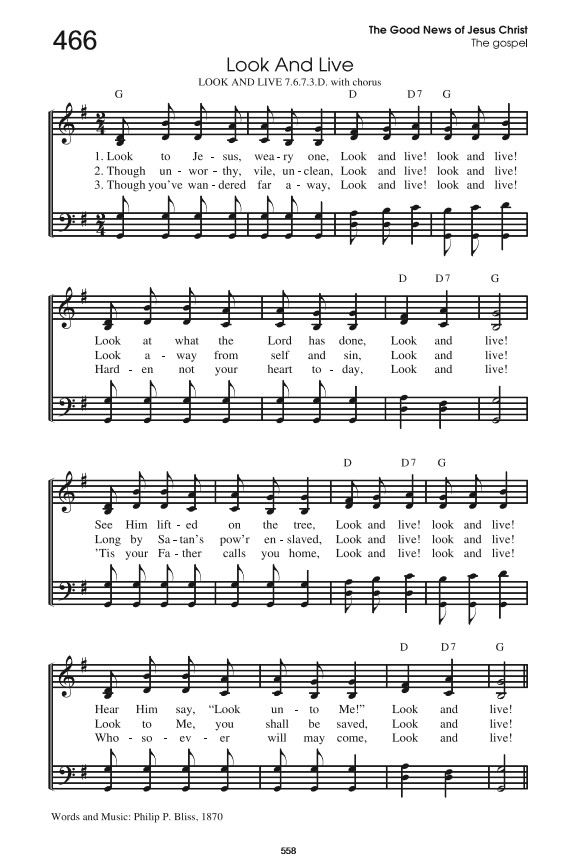 466
The Good News of Jesus Christ
The gospel
Look And Live
LOOK AND LIVE 7.6.7.3.D. with chorus
G D D7 G
1. Look to Je - sus, wea - ry one, Look and live! look and live!
2. Though un - wor - thy, vile, un - clean, Look and live! look and live!
3. Though you've wan - dered far a - way, Look and live! look and live!
D D7 G
Look at what the Lord has done, Look and live!
Look a - way from self and sin, Look and live!
Hard - en not your heart to - day, Look and live!
D D7 G
See Him lift - ed on the tree, Look and live! look and live!
Long by Sa - tan's pow'r en - slaved, Look and live! look and live!
'Tis your Fa - ther calls you home, Look and live! look and live!
D D7 G
Hear Him say, “Look un - to Me!” Look and live!
Look to Me, you shall be saved, Look and live!
Who - so - ev - er will may come, Look and live!
Words and Music: Philip P. Bliss, 1870
558